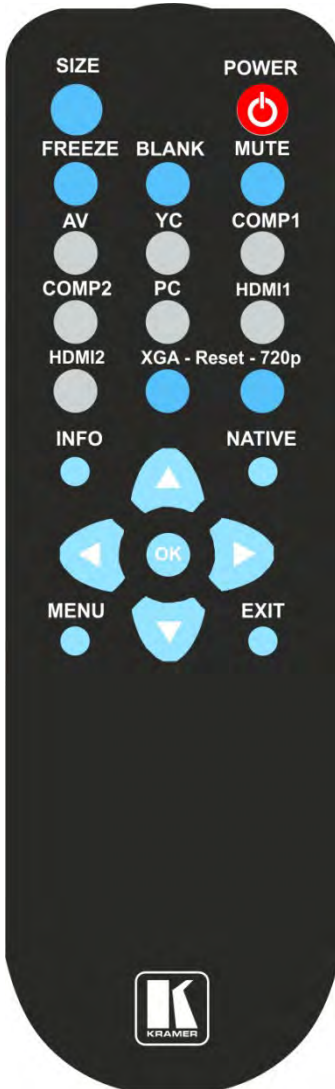 SIZE POWER
FREEZE BLANK MUTE
AV YC COMP1
COMP2 PC HDMI1
HDMI2 XGA - Reset - 720p
INFO NATIVE
OK
MENU EXIT
K
KRAMER